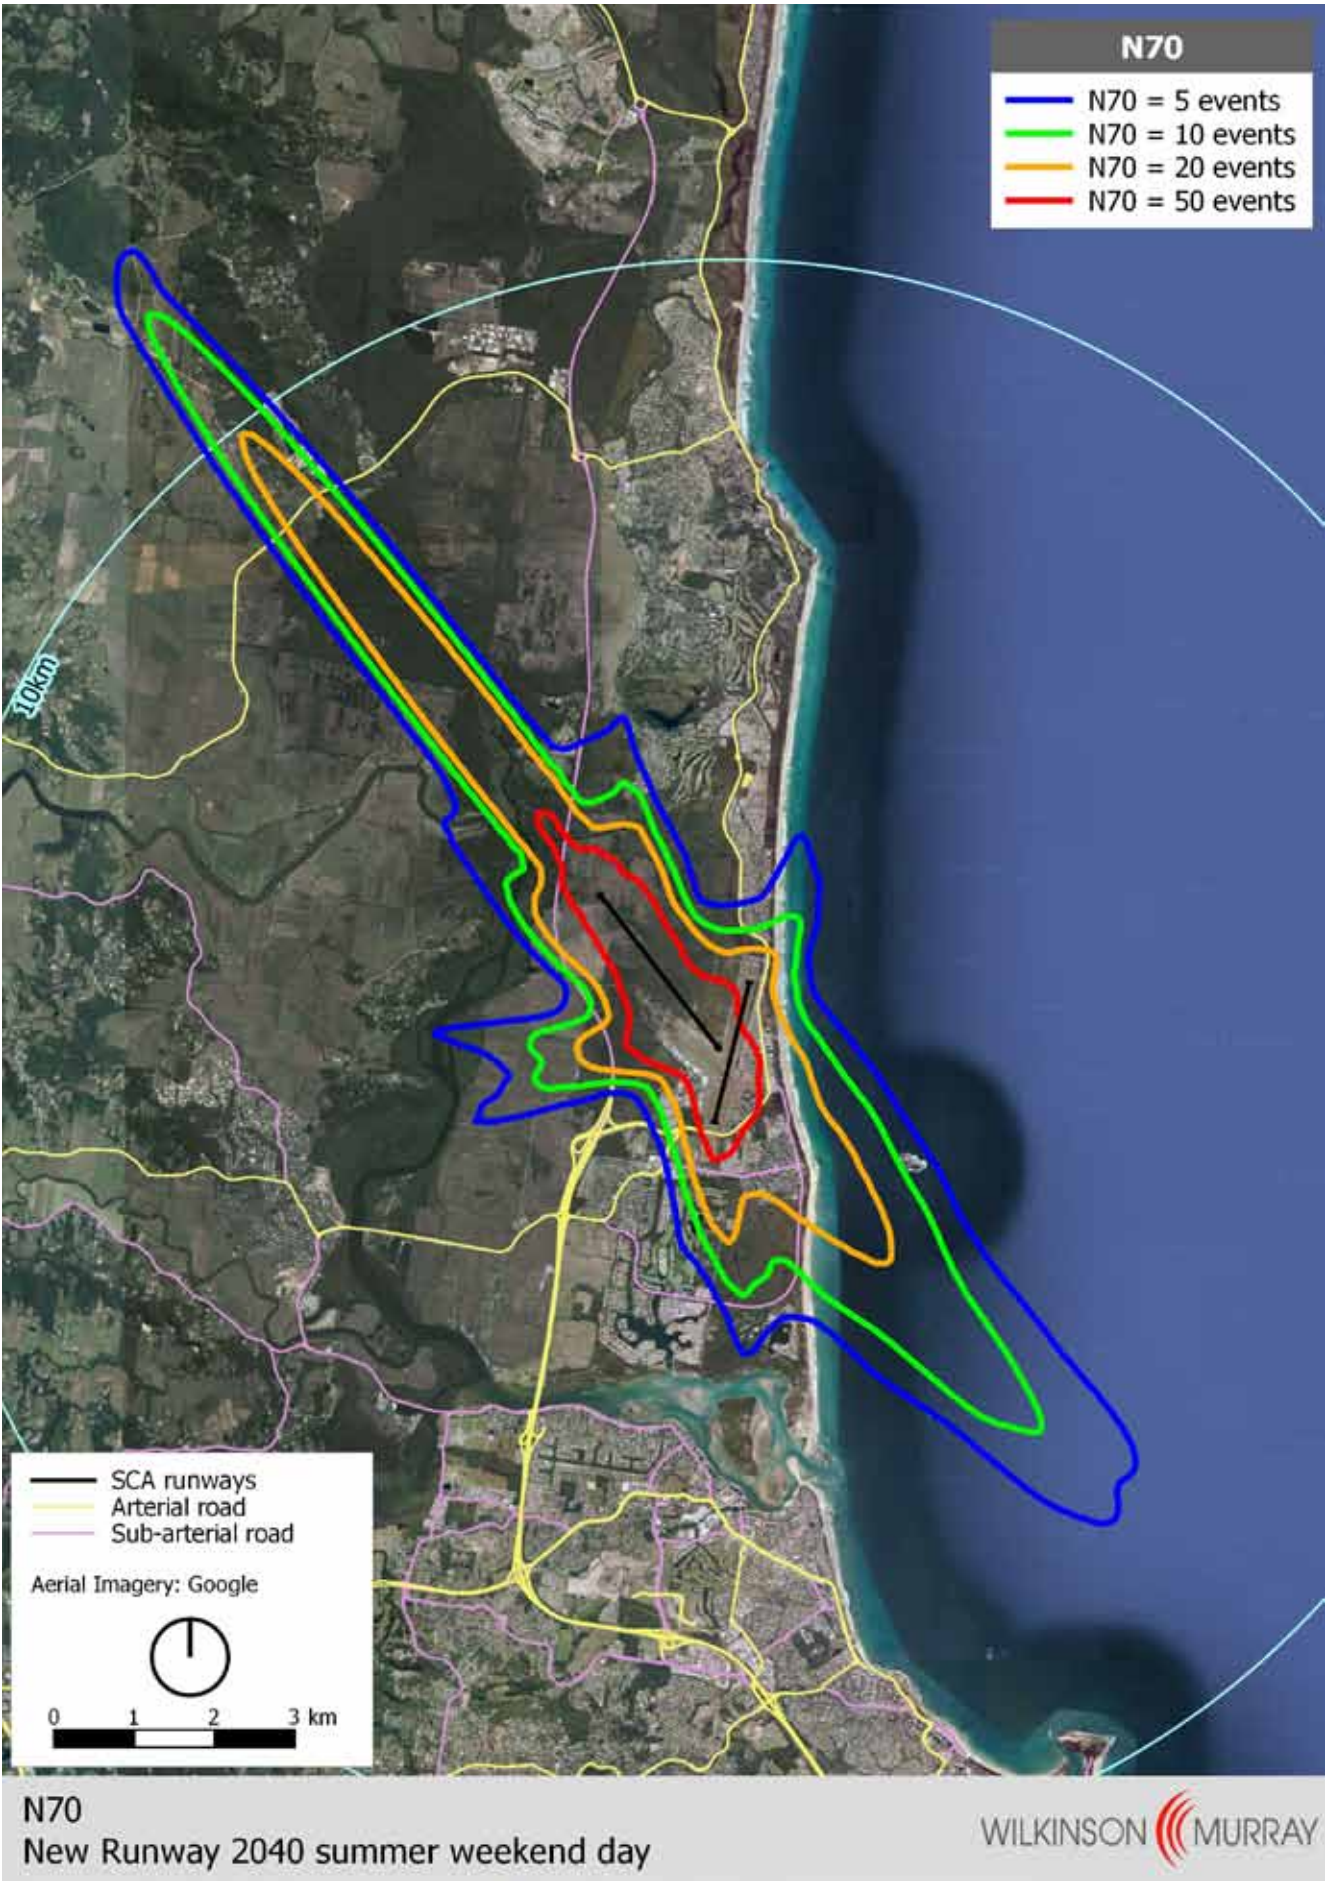 N70
N70 = 5 events
N70 = 10 events
N70 = 20 events
N70 = 50 events
10km
SCA runways
Arterial road
Sub-arterial road
Aerial Imagery: Google
0 1 2 3 km
N70
New Runway 2040 summer weekend day
WILKINSON MURRAY